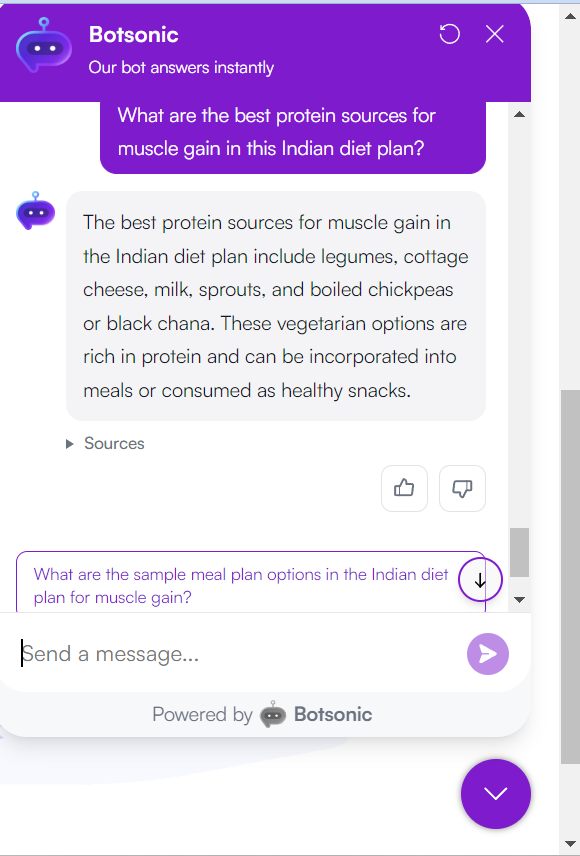 Botsonic
Our bot answers instantly
What are the best protein sources for
muscle gain in this Indian diet plan?
The best protein sources for muscle gain in
the Indian diet plan include legumes, cottage
cheese, milk, sprouts, and boiled chickpeas
or black chana. These vegetarian options are
rich in protein and can be incorporated into
meals or consumed as healthy snacks.
Sources
What are the sample meal plan options in the Indian diet
plan for muscle gain?
Send a message...
Powered by Botsonic